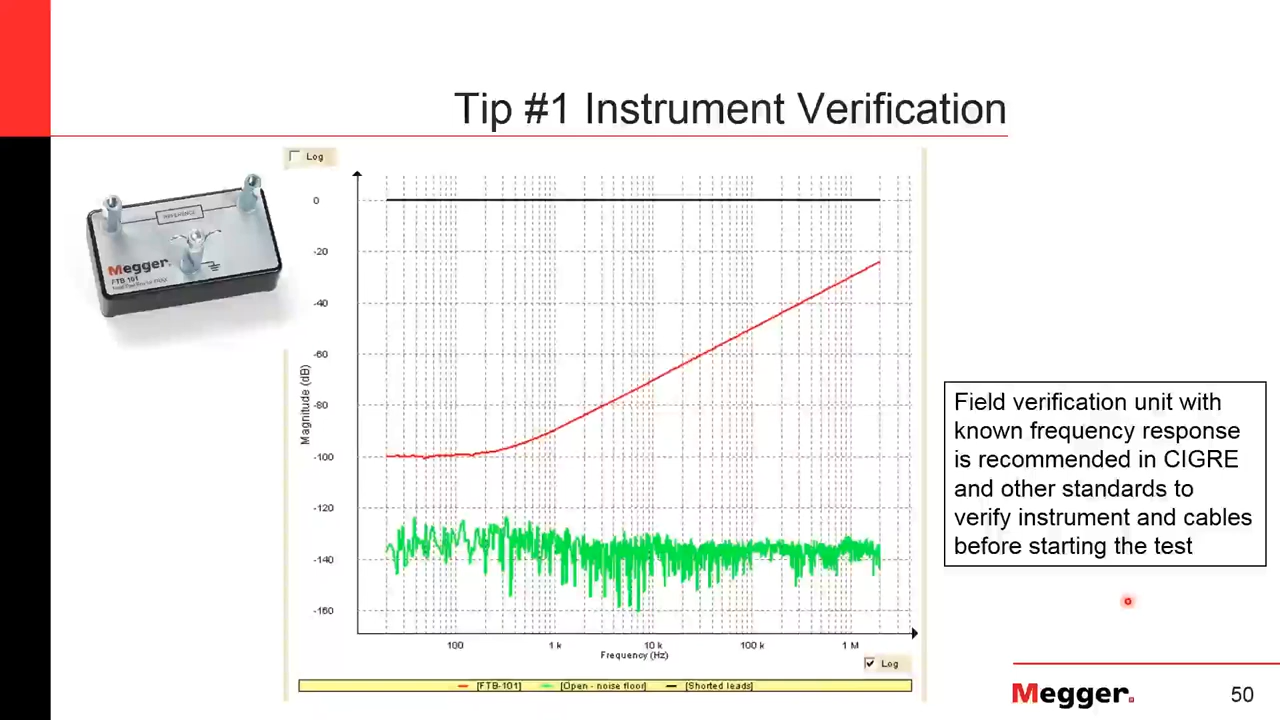 Tip #1 Instrument Verification
Log
REFERENCE
Megger.
FTB-101
0
-20
-40
-60
-80
-100
-120
-140
-160
Magnitude (dB)
100
1 k
10 k
100 k
1 M
Frequency (Hz)
Log
[FTB-101]
[Open - noise floor]
[Shorted leads]
Field verification unit with
known frequency response
is recommended in CIGRE
and other standards to
verify instrument and cables
before starting the test
Megger.
50